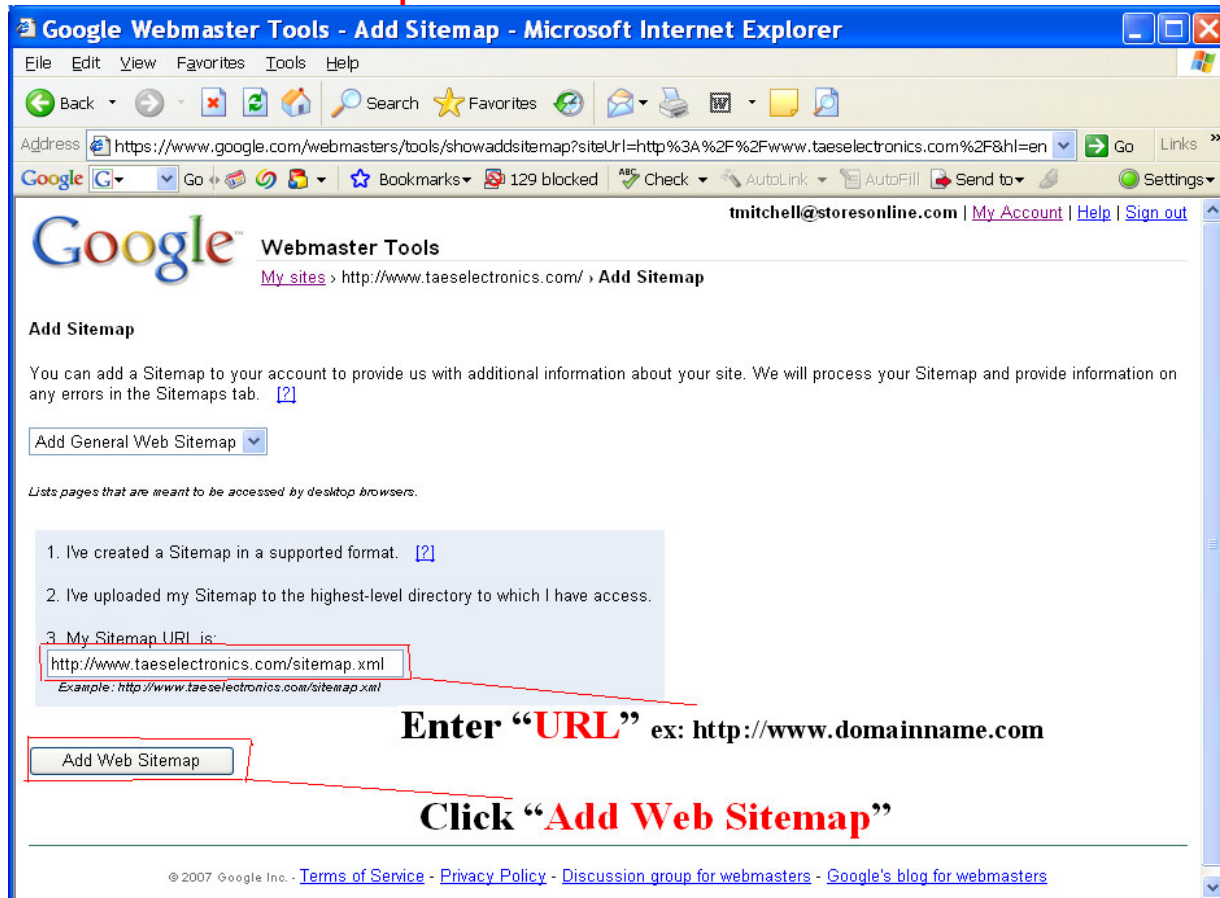 Google Webmaster Tools - Add Sitemap - Microsoft Internet Explorer
File Edit View Favorites Tools Help
Back Search Favorites
Address https://www.google.com/webmasters/tools/showaddsitemap?siteUrl=http%3A%2F%2Fwww.taeselectronics.com%2F&hl=en Go Links »
Google G Go Bookmarks 129 blocked ABC Check AutoLink AutoFill Send to Settings
tmitchell@storesonline.com | My Account | Help | Sign out
Google™ Webmaster Tools
My sites › http://www.taeselectronics.com/ › Add Sitemap
Add Sitemap
You can add a Sitemap to your account to provide us with additional information about your site. We will process your Sitemap and provide information on
any errors in the Sitemaps tab. [?]
Add General Web Sitemap
Lists pages that are meant to be accessed by desktop browsers.
1. I've created a Sitemap in a supported format. [?]
2. I've uploaded my Sitemap to the highest-level directory to which I have access.
3. My Sitemap URL is:
http://www.taeselectronics.com/sitemap.xml
Example: http://www.taeselectronics.com/sitemap.xml
Enter “URL” ex: http://www.domainname.com
Add Web Sitemap
Click “Add Web Sitemap”
© 2007 Google Inc. - Terms of Service - Privacy Policy - Discussion group for webmasters - Google's blog for webmasters